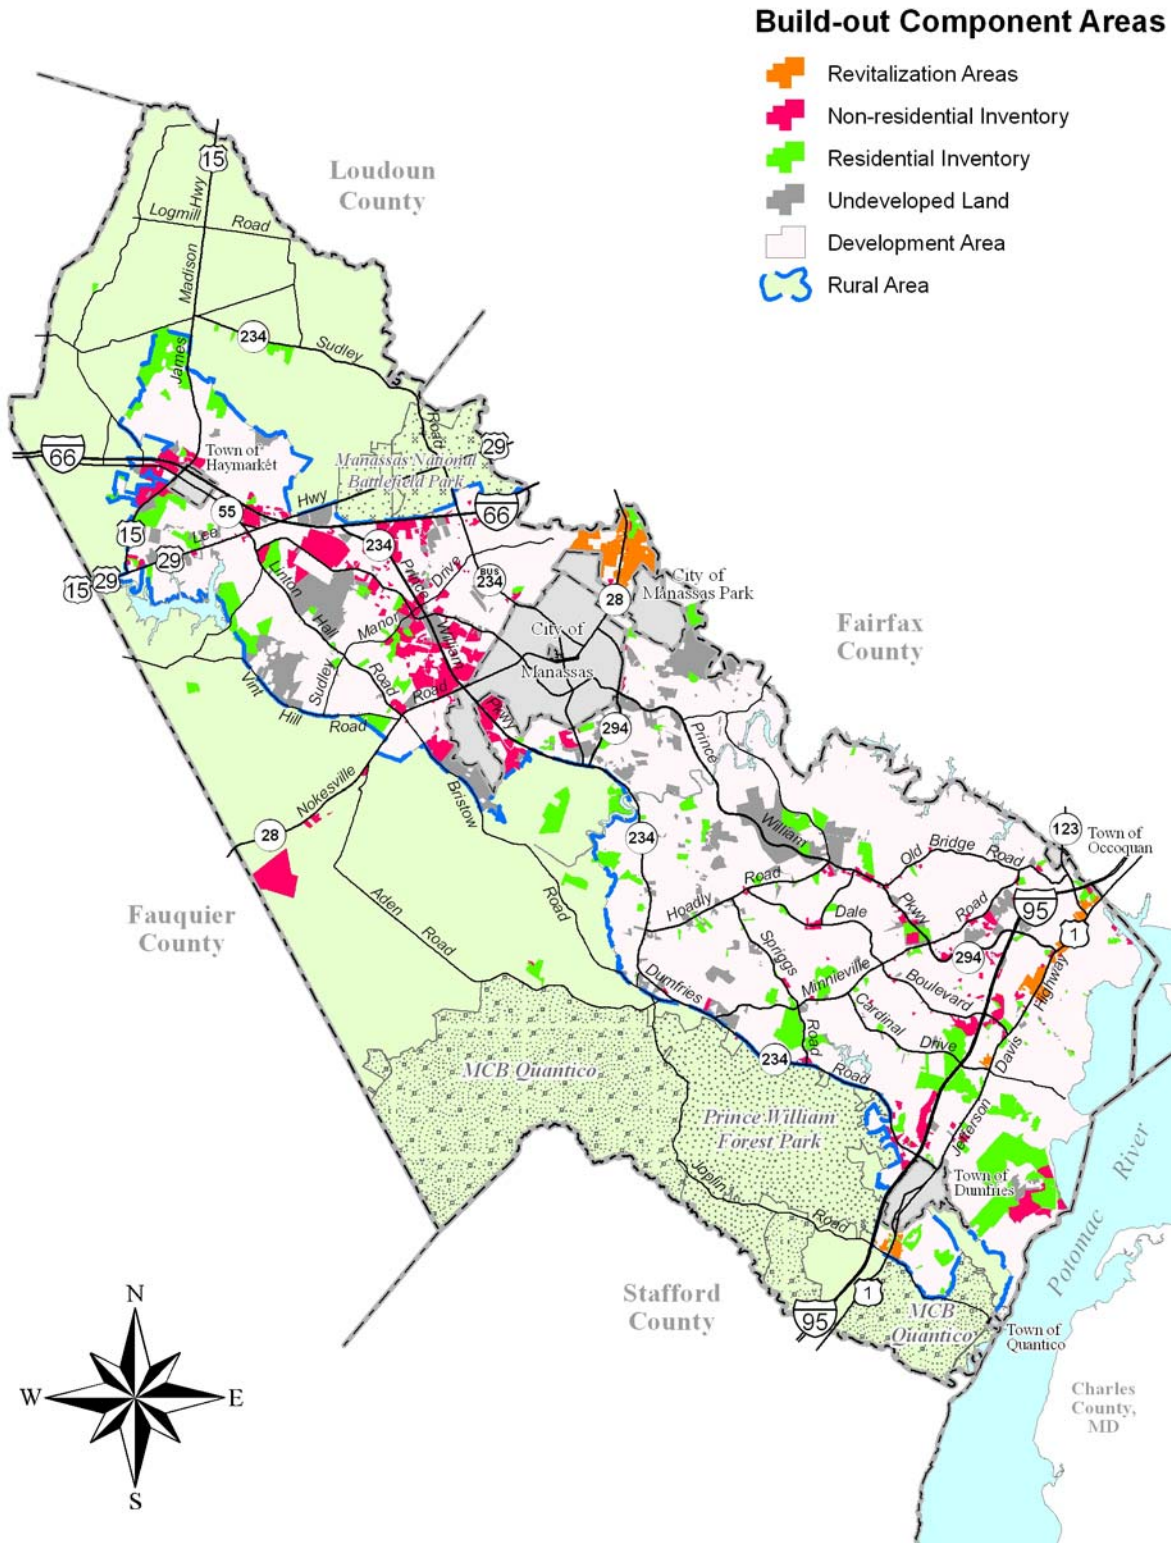 Build-out Component Areas
Revitalization Areas
Non-residential Inventory
Residential Inventory
Undeveloped Land
Development Area
Rural Area
Loudoun
County
15
Hwy
Logmill
Road
Madison
James
234
Sudley
Road
29
66
Town of
Haymarket
Manassas National
Battlefield Park
Hwy
66
55
Lee
15
29
15
29
234
Prince
Drive
BUS
234
28
City of
Manassas Park
Linton
Hall
Manor
William
City of
Manassas
Fairfax
County
Sudley
Road
Road
Pkwy
Vint
Hill
Road
294
Prince
Nokesville
Bristow
28
234
William
123
Town of
Occoquan
Old
Bridge
Road
Road
Aden
Road
Road
Hoadly
Dale
Pkwy
Road
95
1
Fauquier
County
Spriggs
294
Dumfries
Minnieville
Boulevard
Highway
Cardinal
Road
Drive
Davis
234
Road
MCB Quantico
Prince William
Forest Park
Jefferson
Joplin
Road
Town of
Dumfries
River
Potomac
Stafford
County
1
95
MCB
Quantico
Town of
Quantico
Charles
County,
MD
N
W
E
S